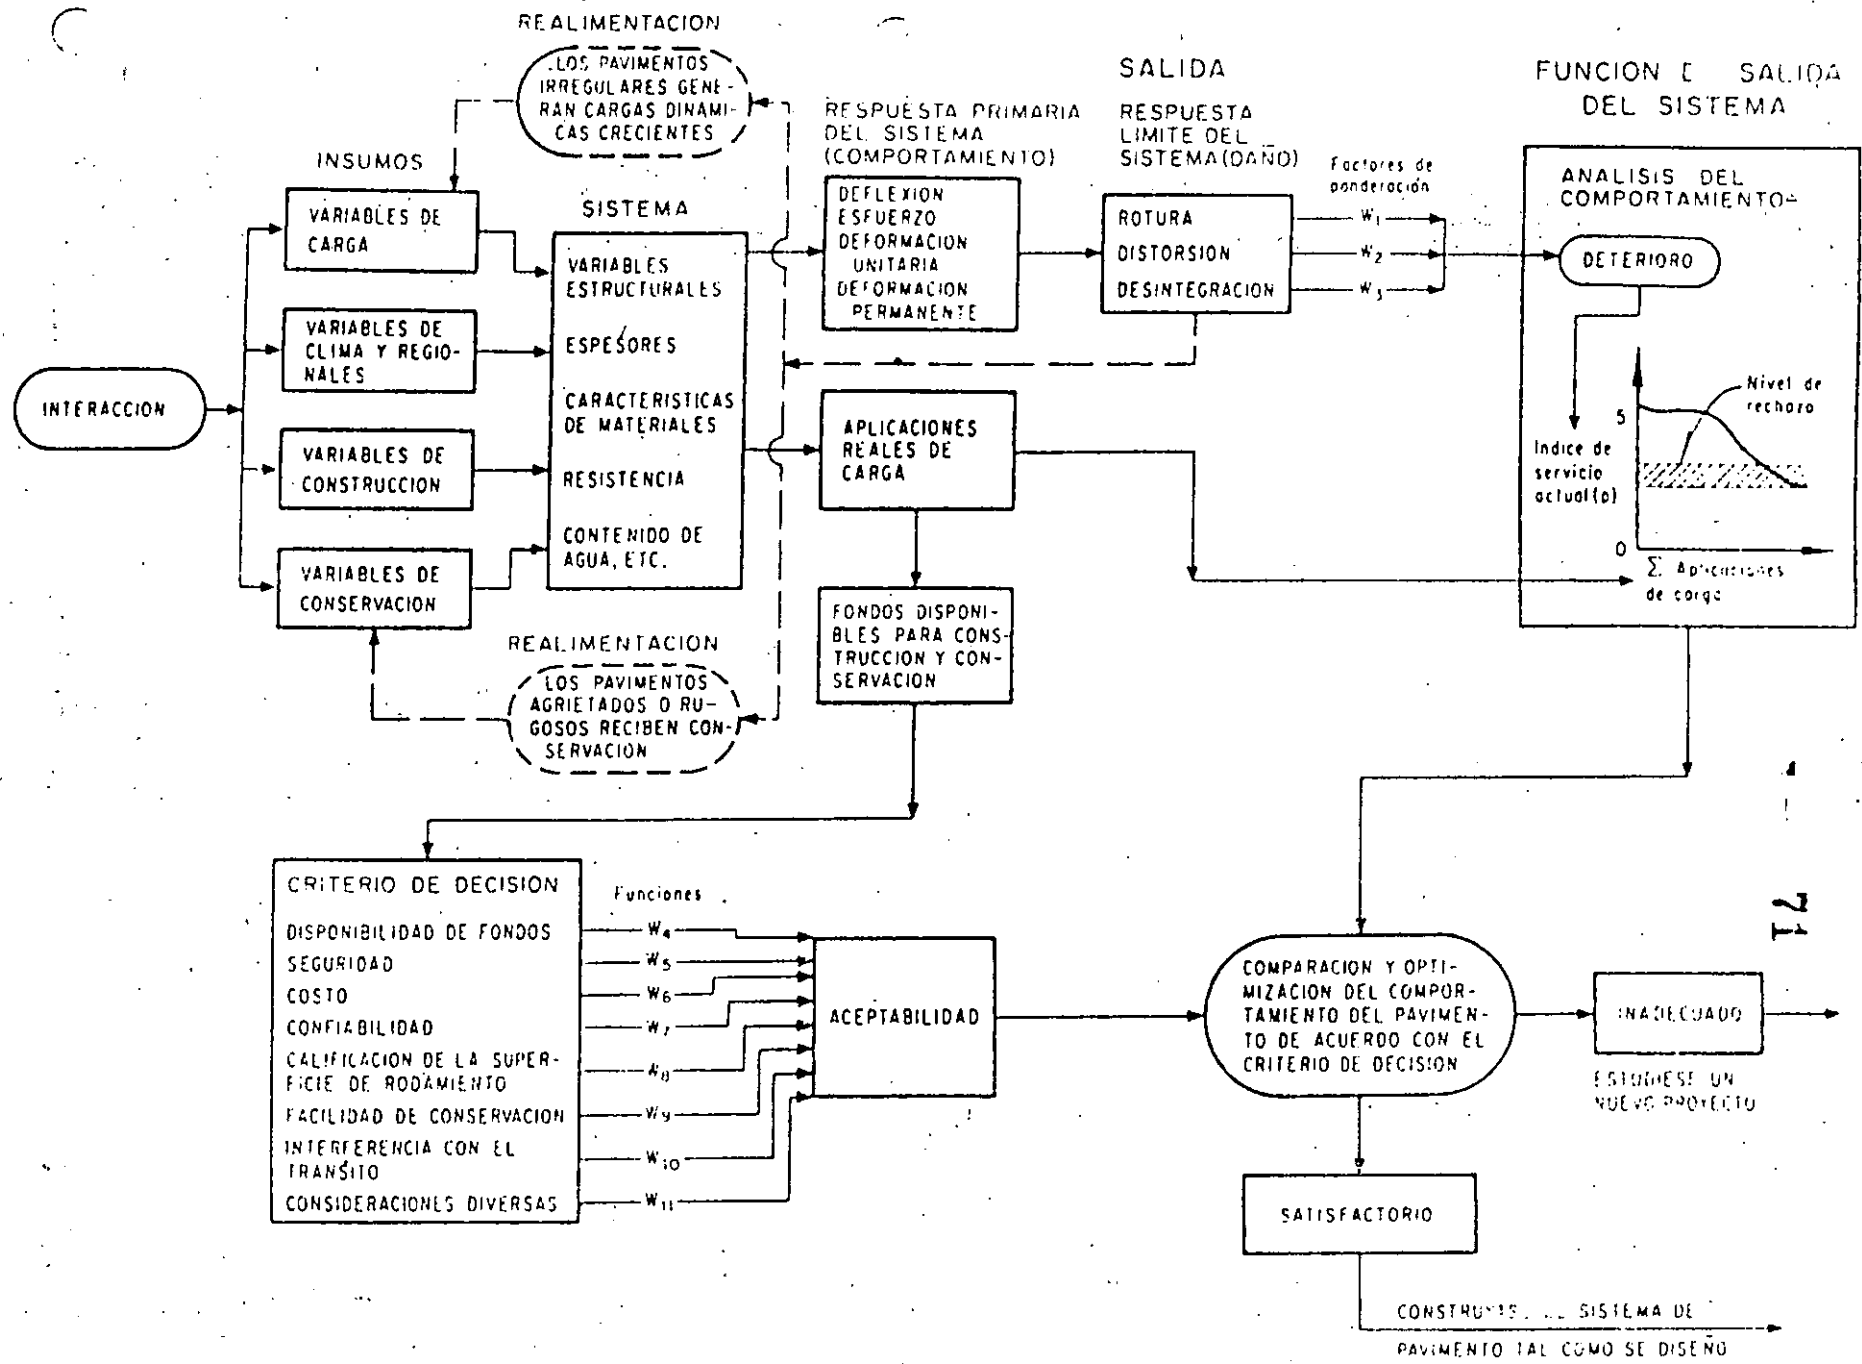 REALIMENTACION
LOS PAVIMENTOS
IRREGULARES GENE-
RAN CARGAS DINAMI-
CAS CRECIENTES
INSUMOS
VARIABLES DE
CARGA
VARIABLES DE
CLIMA Y REGIO-
NALES
INTERACCION
VARIABLES DE
CONSTRUCCION
VARIABLES DE
CONSERVACION
SISTEMA
VARIABLES
ESTRUCTURALES
ESPESORES
CARACTERISTICAS
DE MATERIALES
RESISTENCIA
CONTENIDO DE
AGUA, ETC.
REALIMENTACION
LOS PAVIMENTOS
AGRIETADOS O RU-
GOSOS RECIBEN CON-
SERVACION
RESPUESTA PRIMARIA
DEL SISTEMA
(COMPORTAMIENTO)
DEFLEXION
ESFUERZO
DEFORMACION
UNITARIA
DEFORMACION
PERMANENTE
APLICACIONES
REALES DE
CARGA
FONDOS DISPONI-
BLES PARA CONS-
TRUCCION Y CON-
SERVACION
SALIDA
RESPUESTA
LIMITE DEL
SISTEMA(DAÑO)
ROTURA
DISTORSION
DESINTEGRACION
Factores de
ponderación
W1
W2
W3
FUNCION SALIDA
DEL SISTEMA
ANALISIS DEL
COMPORTAMIENTO
DETERIORO
Nivel de
rechazo
5
Indice de
servicio
actual(p)
0
Σ Aplicaciones
de carga
CRITERIO DE DECISION
DISPONIBILIDAD DE FONDOS
SEGURIDAD
COSTO
CONFIABILIDAD
CALIFICACION DE LA SUPER-
FICIE DE RODAMIENTO
FACILIDAD DE CONSERVACION
INTERFERENCIA CON EL
TRANSITO
CONSIDERACIONES DIVERSAS
Funciones
W4
W5
W6
W7
W8
W9
W10
W11
ACEPTABILIDAD
COMPARACION Y OPTI-
MIZACION DEL COMPOR-
TAMIENTO DEL PAVIMEN-
TO DE ACUERDO CON EL
CRITERIO DE DECISION
INADECUADO
ESTUDIESE UN
NUEVO PROYECTO
SATISFACTORIO
SISTEMA DE
PAVIMENTO TAL COMO SE DISEÑO
71